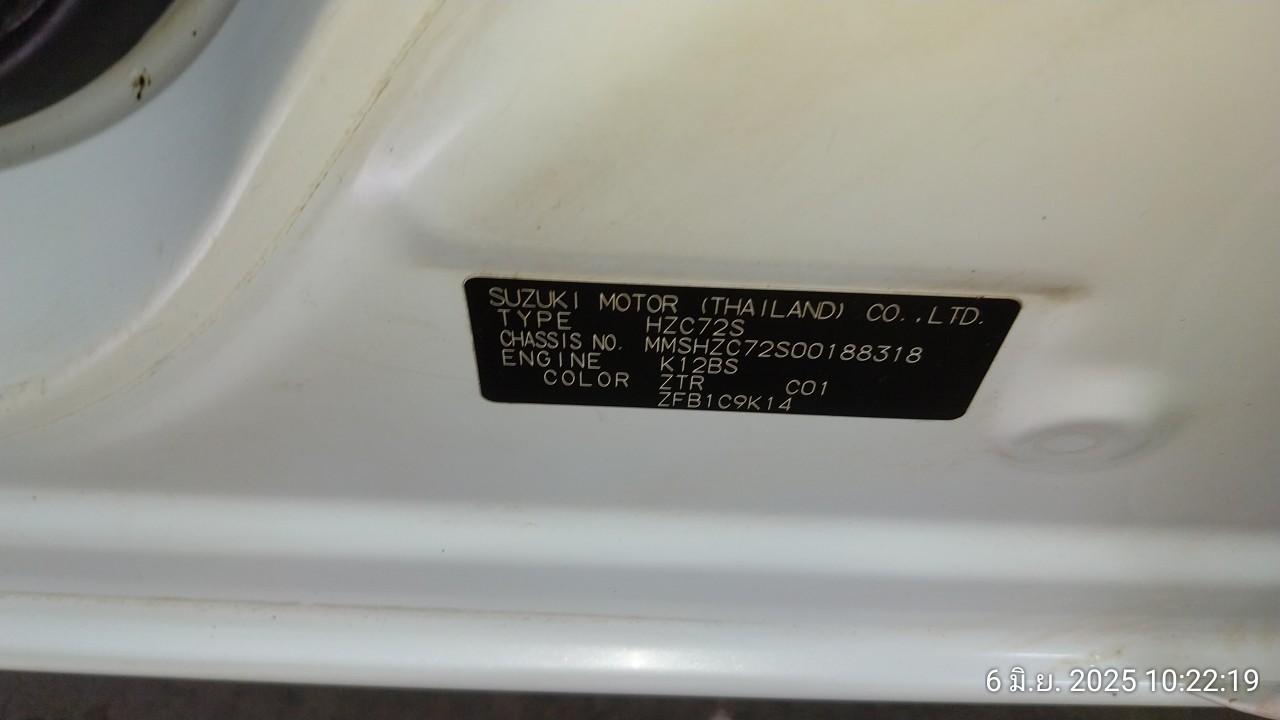 SUZUKI MOTOR (THAILAND) CO.,LTD.
TYPE HZC72S
CHASSIS NO. MMSHZC72S00188318
ENGINE K12BS
COLOR ZTR C01
ZFB1C9K14
6 มิ.ย. 2025 10:22:19